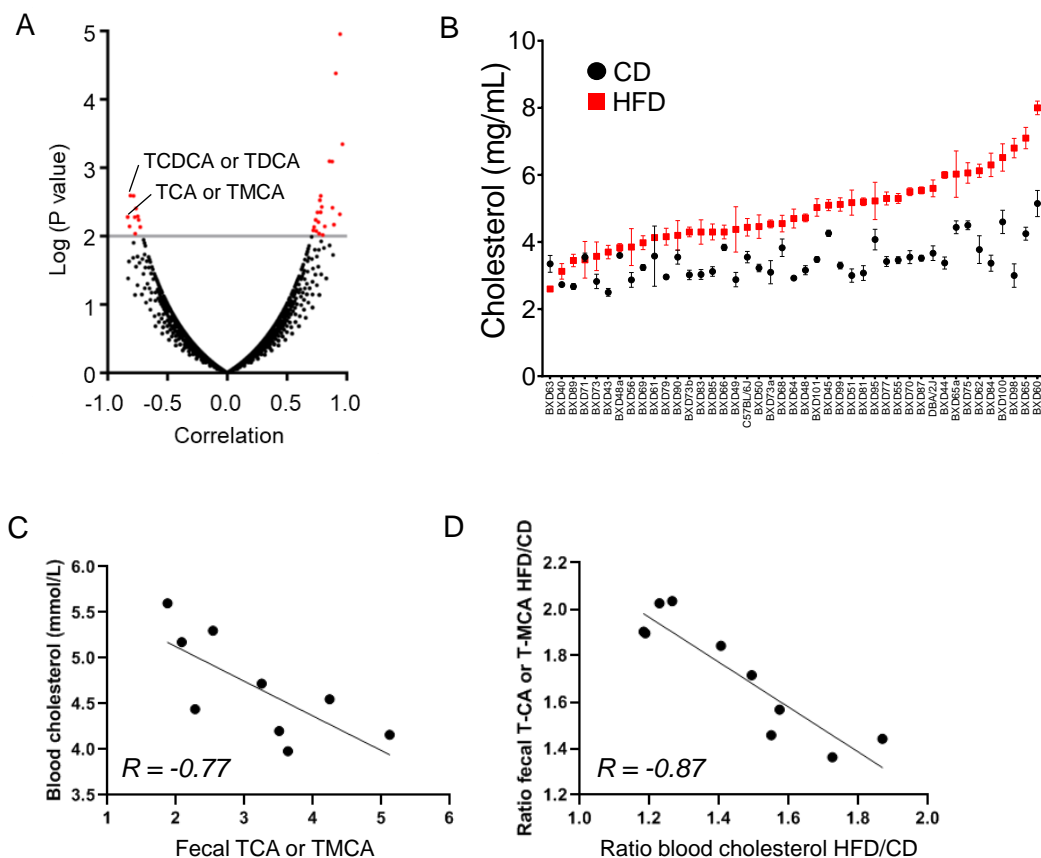 A
5
4
3
2
1
0
Log (P value)
TCDCA or TDCA
TCA or TMCA
-1.0
-0.5
0.0
0.5
1.0
Correlation
B
10
8
6
4
2
0
Cholesterol (mg/mL)
CD
HFD
BXD63
BXD40
BXD89
BXD71
BXD73
BXD43
BXD48a
BXD56
BXD69
BXD61
BXD79
BXD90
BXD73b
BXD83
BXD85
BXD66
BXD49
C57BL/6J
BXD50
BXD73a
BXD68
BXD64
BXD48
BXD101
BXD45
BXD99
BXD51
BXD81
BXD95
BXD77
BXD55
BXD70
BXD87
DBA/2J
BXD44
BXD65a
BXD75
BXD62
BXD84
BXD100
BXD98
BXD65
BXD60
C
6.0
5.5
5.0
4.5
4.0
3.5
Blood cholesterol (mmol/L)
R = -0.77
1
2
3
4
5
6
Fecal TCA or TMCA
D
2.2
2.0
1.8
1.6
1.4
1.2
Ratio fecal T-CA or T-MCA HFD/CD
R = -0.87
1.0
1.2
1.4
1.6
1.8
2.0
Ratio blood cholesterol HFD/CD